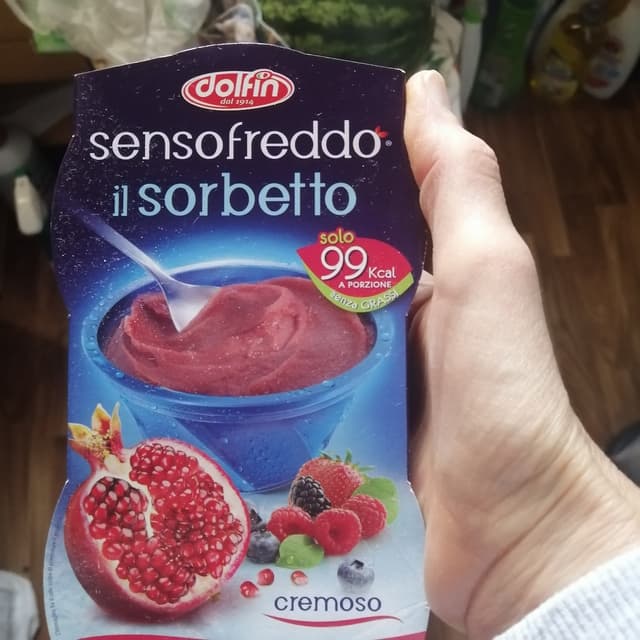 dolfin
dal 1914
sensofreddo®
il sorbetto
solo
99 Kcal
A PORZIONE
senza GRASSI
cremoso